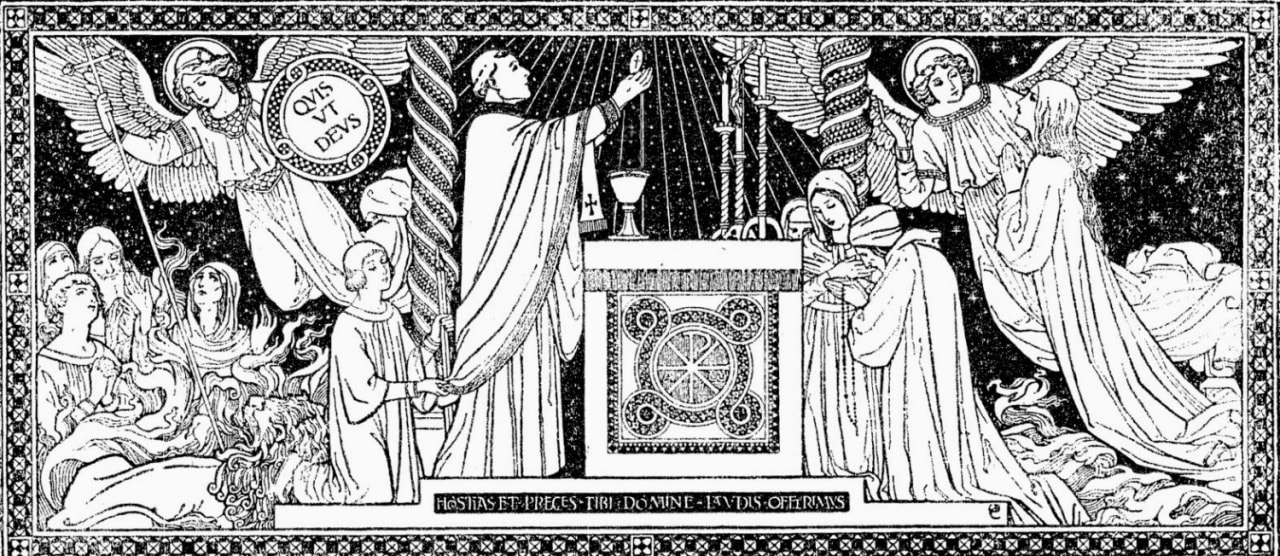 QVIS
VT
DEVS
HOSTIAS·ET·PRECES·TIBI·DOMINE·LAVDIS·OFFERIMVS